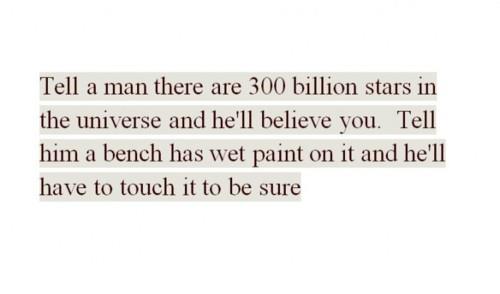 Tell a man there are 300 billion stars in
the universe and he'll believe you.  Tell
him a bench has wet paint on it and he'll
have to touch it to be sure